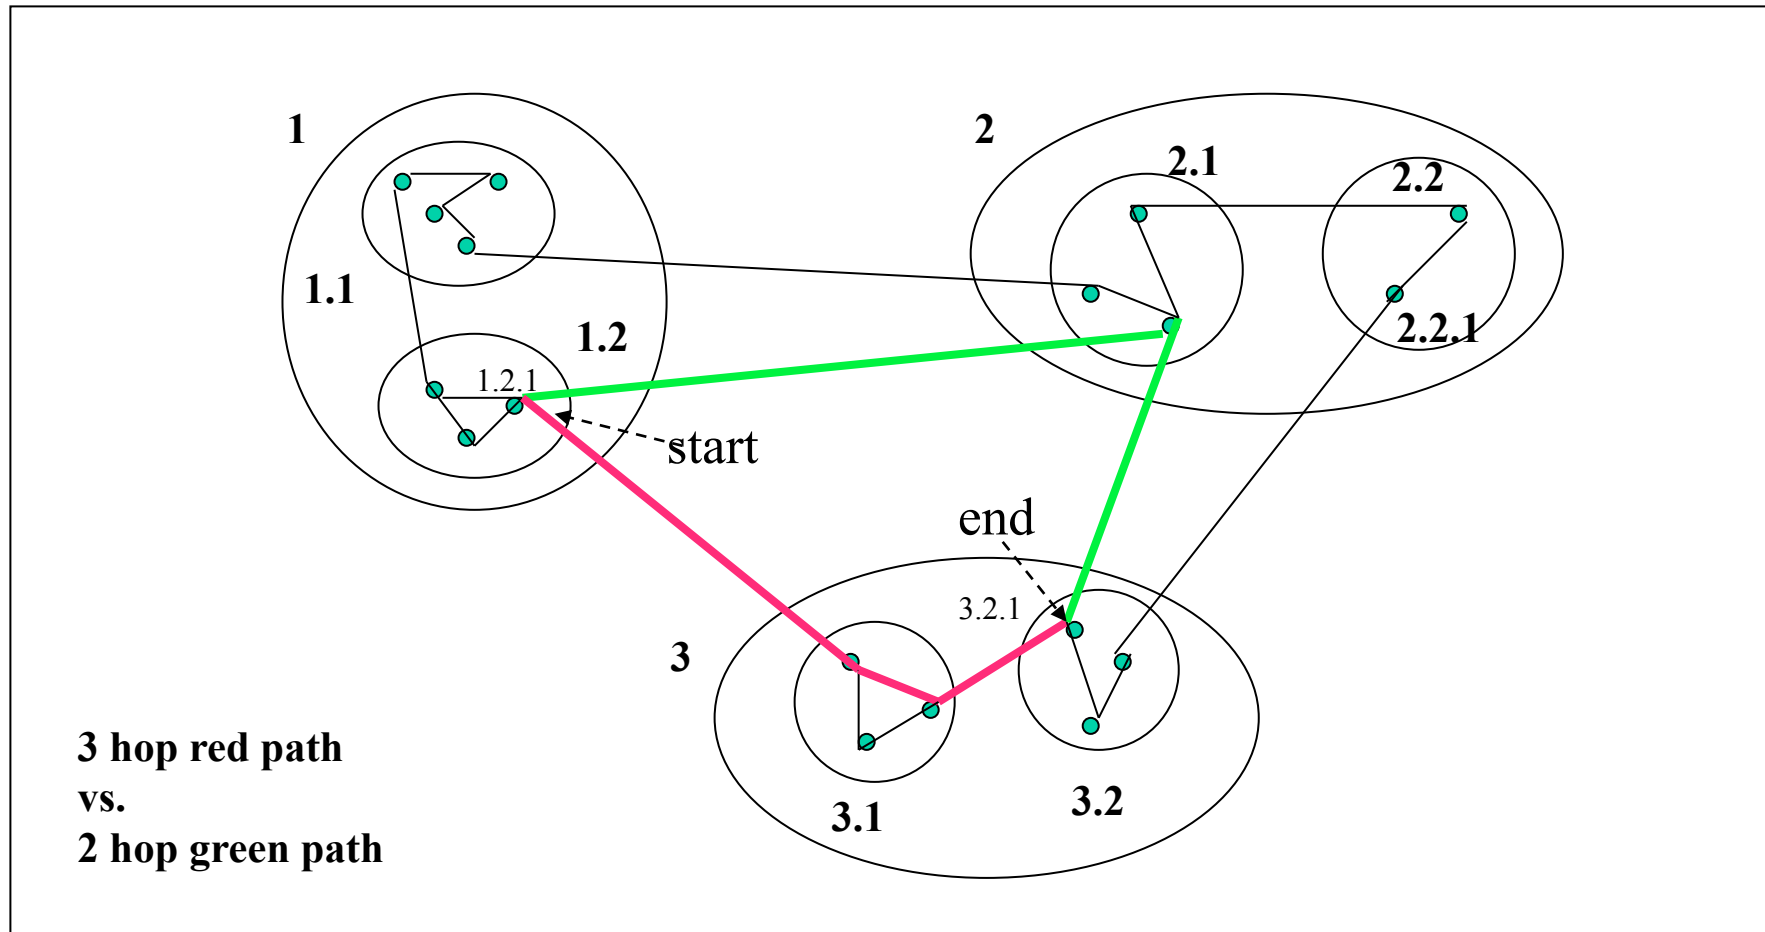 1
2
2.1
2.2
1.1
1.2
2.2.1
1.2.1
start
end
3.2.1
3
3 hop red path
vs.
2 hop green path
3.1
3.2